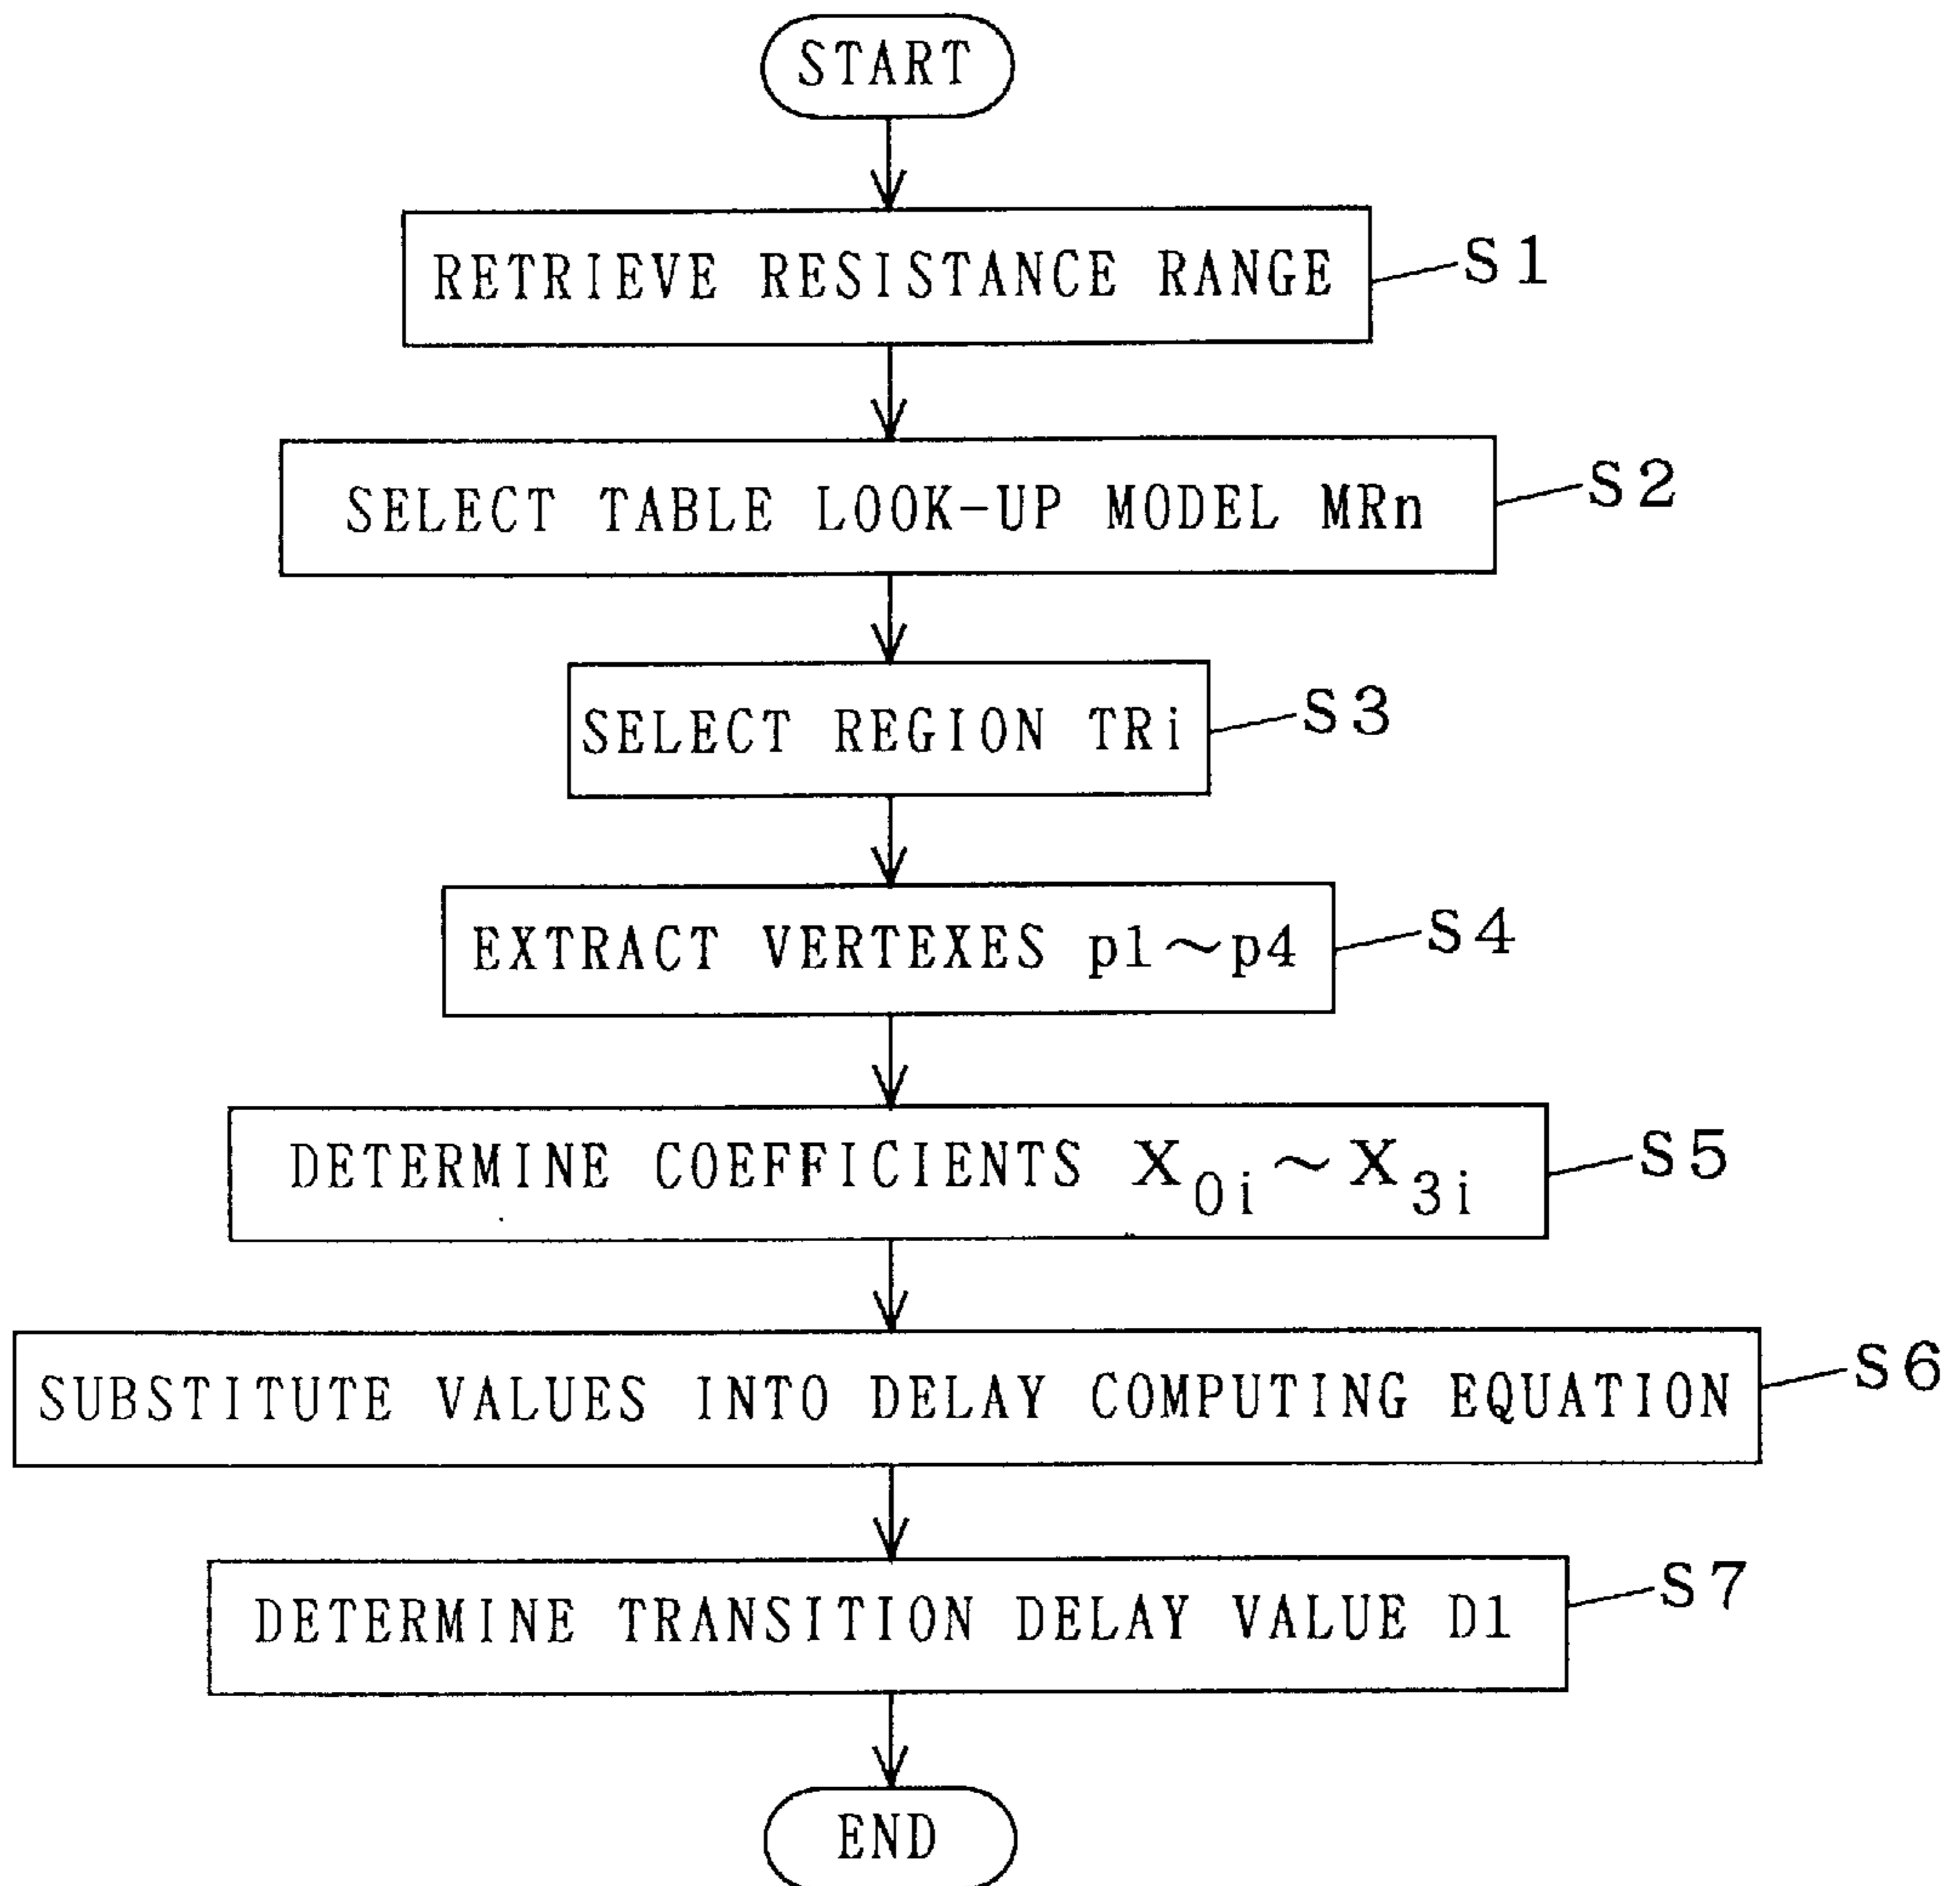 START
RETRIEVE RESISTANCE RANGE
S1
SELECT TABLE LOOK-UP MODEL MRn
S2
SELECT REGION TRi
S3
EXTRACT VERTEXES p1~p4
S4
DETERMINE COEFFICIENTS X0i~X3i
S5
SUBSTITUTE VALUES INTO DELAY COMPUTING EQUATION
S6
DETERMINE TRANSITION DELAY VALUE D1
S7
END